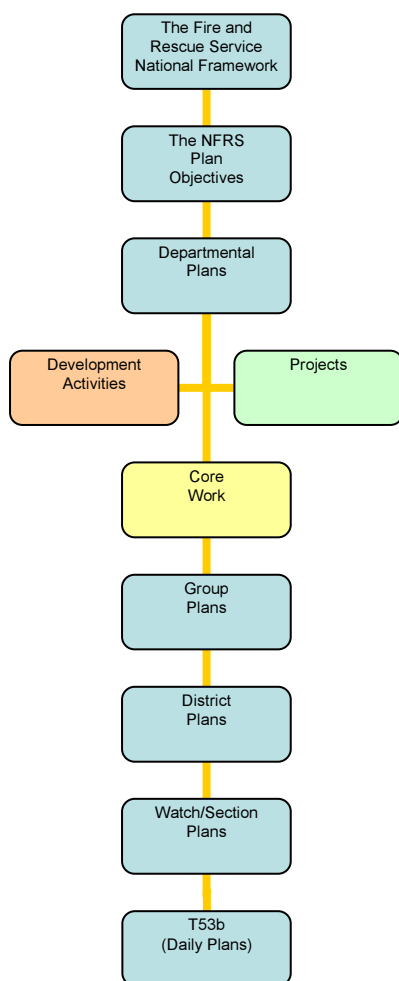 The Fire and
Rescue Service
National Framework
The NFRS
Plan
Objectives
Departmental
Plans
Development
Activities
Projects
Core
Work
Group
Plans
District
Plans
Watch/Section
Plans
T53b
(Daily Plans)